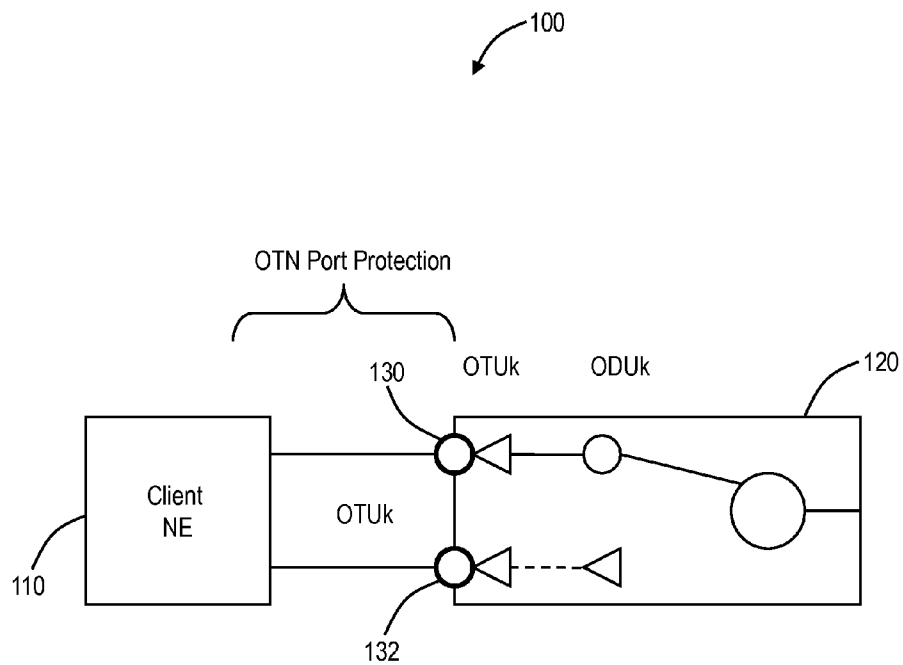 100
OTN Port Protection
130
OTUk
ODUk
120
Client
NE
OTUk
110
132